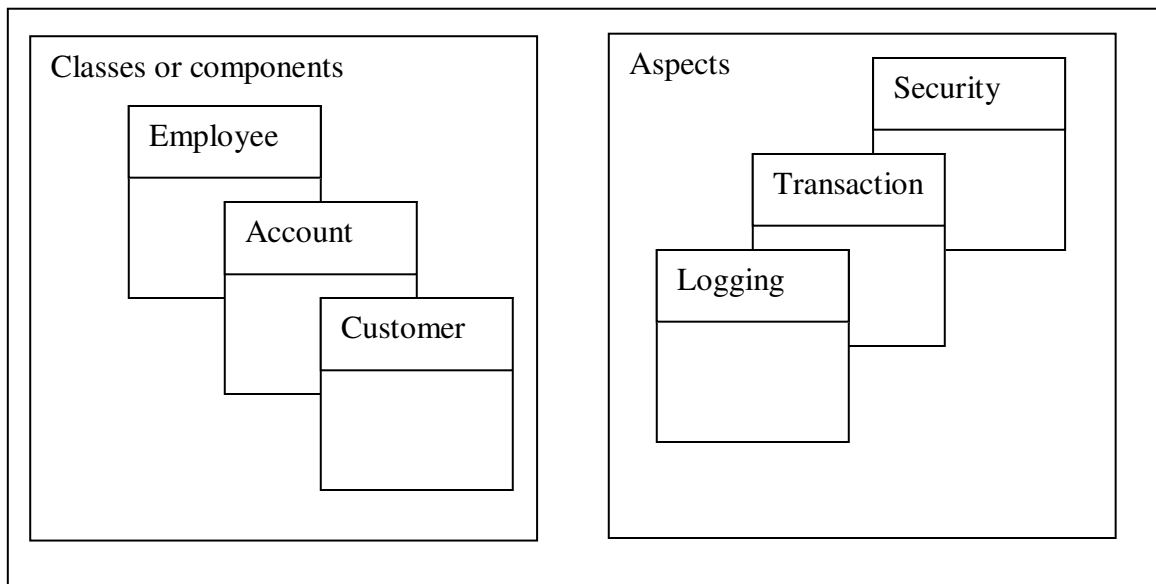 Classes or components
Employee
Account
Customer
Aspects
Security
Transaction
Logging